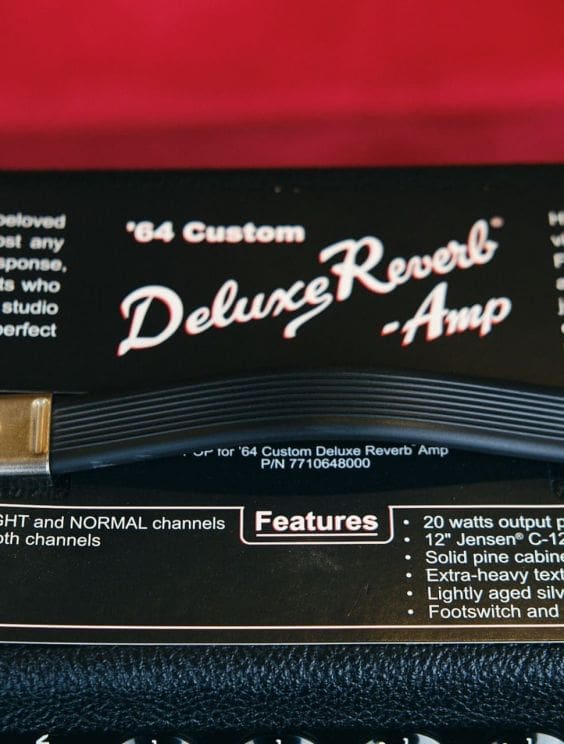 beloved
any
sponse,
ts who
studio
perfect
'64 Custom
Deluxe Reverb®
-Amp
for '64 Custom Deluxe Reverb® Amp
P/N 7710648000
GHT and NORMAL channels
oth channels
Features
• 20 watts output p
• 12" Jensen® C-12
• Solid pine cabine
• Extra-heavy text
• Lightly aged silv
• Footswitch and